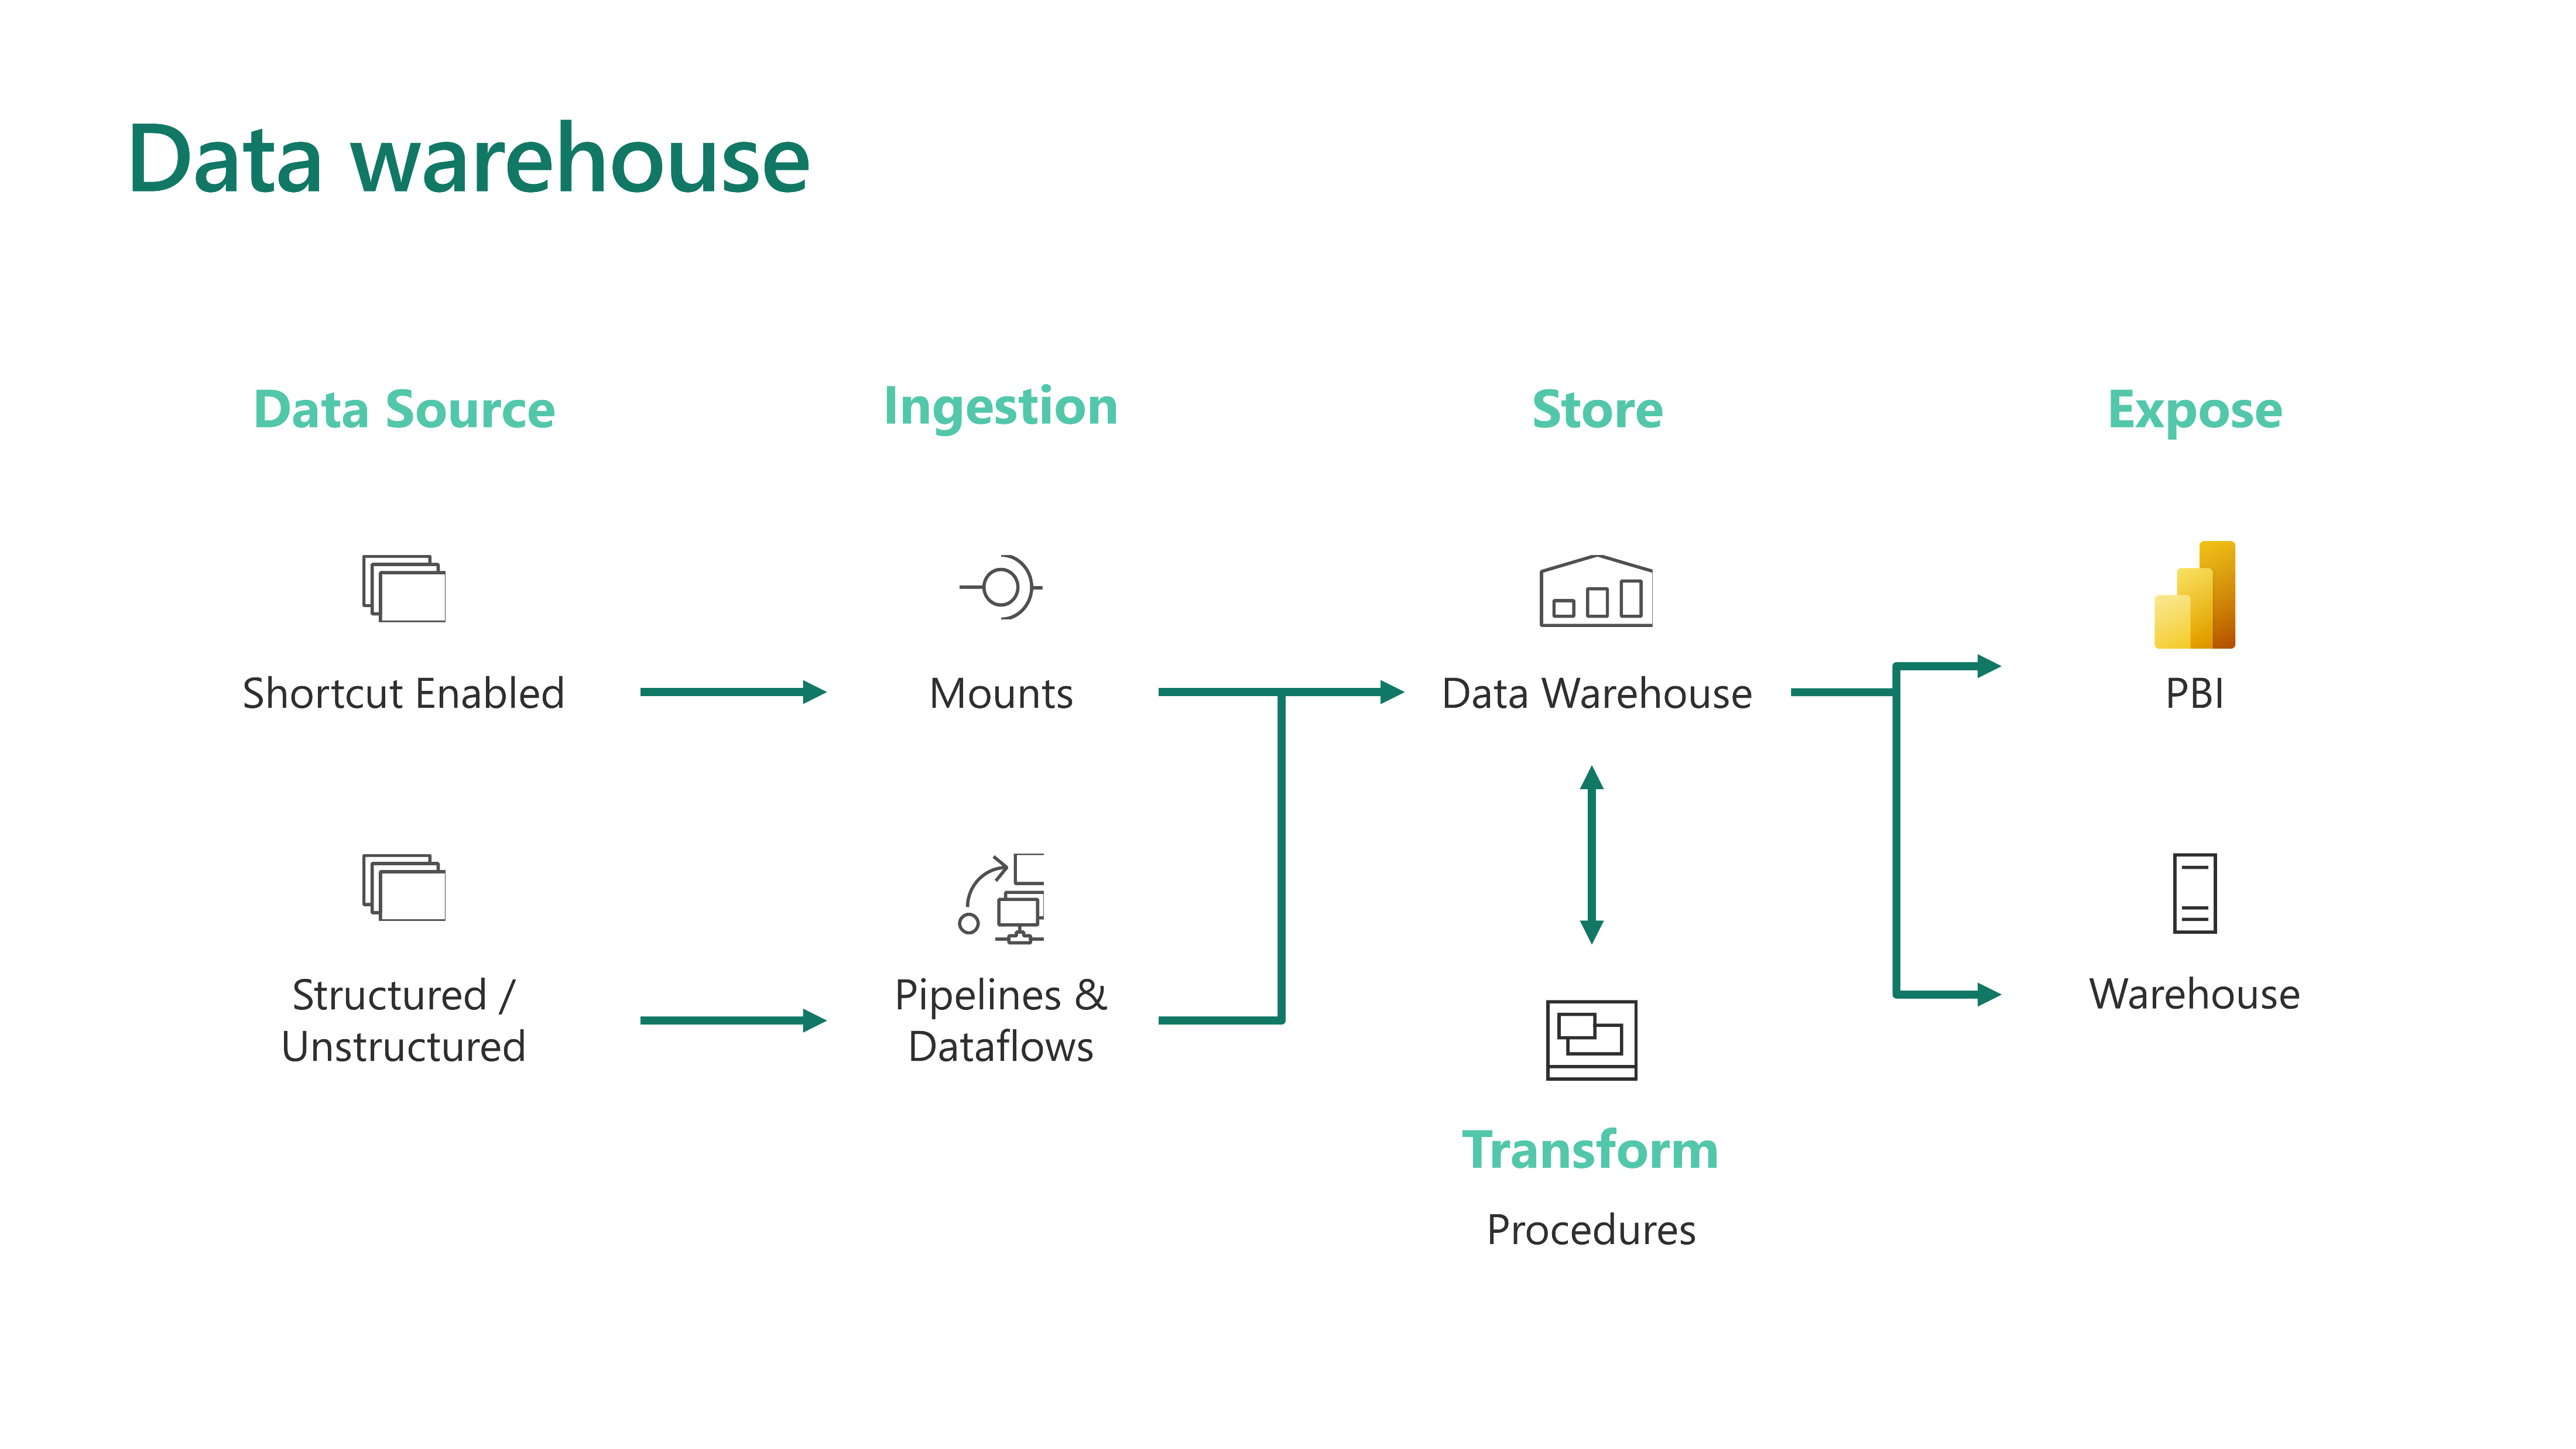 Data warehouse
Data Source
Ingestion
Store
Expose
Shortcut Enabled
Mounts
Data Warehouse
PBI
Structured /
Unstructured
Pipelines &
Dataflows
Warehouse
Transform
Procedures